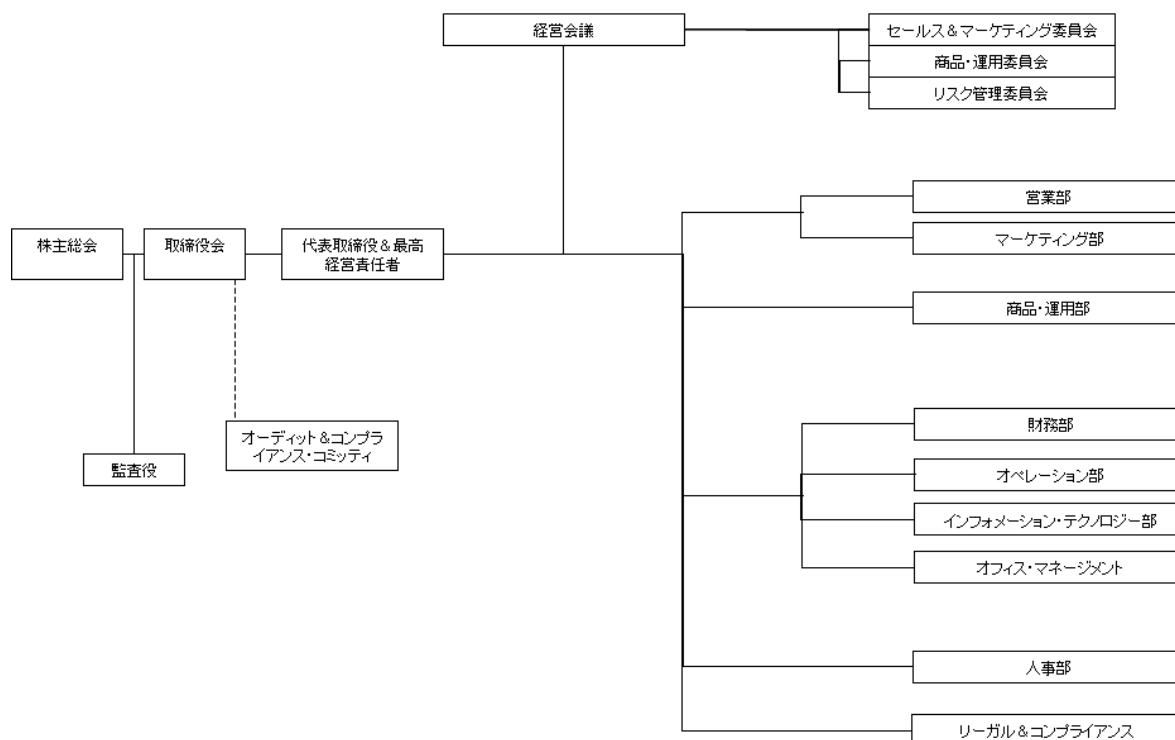 経営会議
セールス＆マーケティング委員会
商品・運用委員会
リスク管理委員会
営業部
マーケティング部
株主総会
取締役会
代表取締役＆最高
経営責任者
商品・運用部
財務部
オーディット＆コンプラ
イアンス・コミッティ
監査役
オペレーション部
インフォメーション・テクノロジー部
オフィス・マネージメント
人事部
リーガル＆コンプライアンス